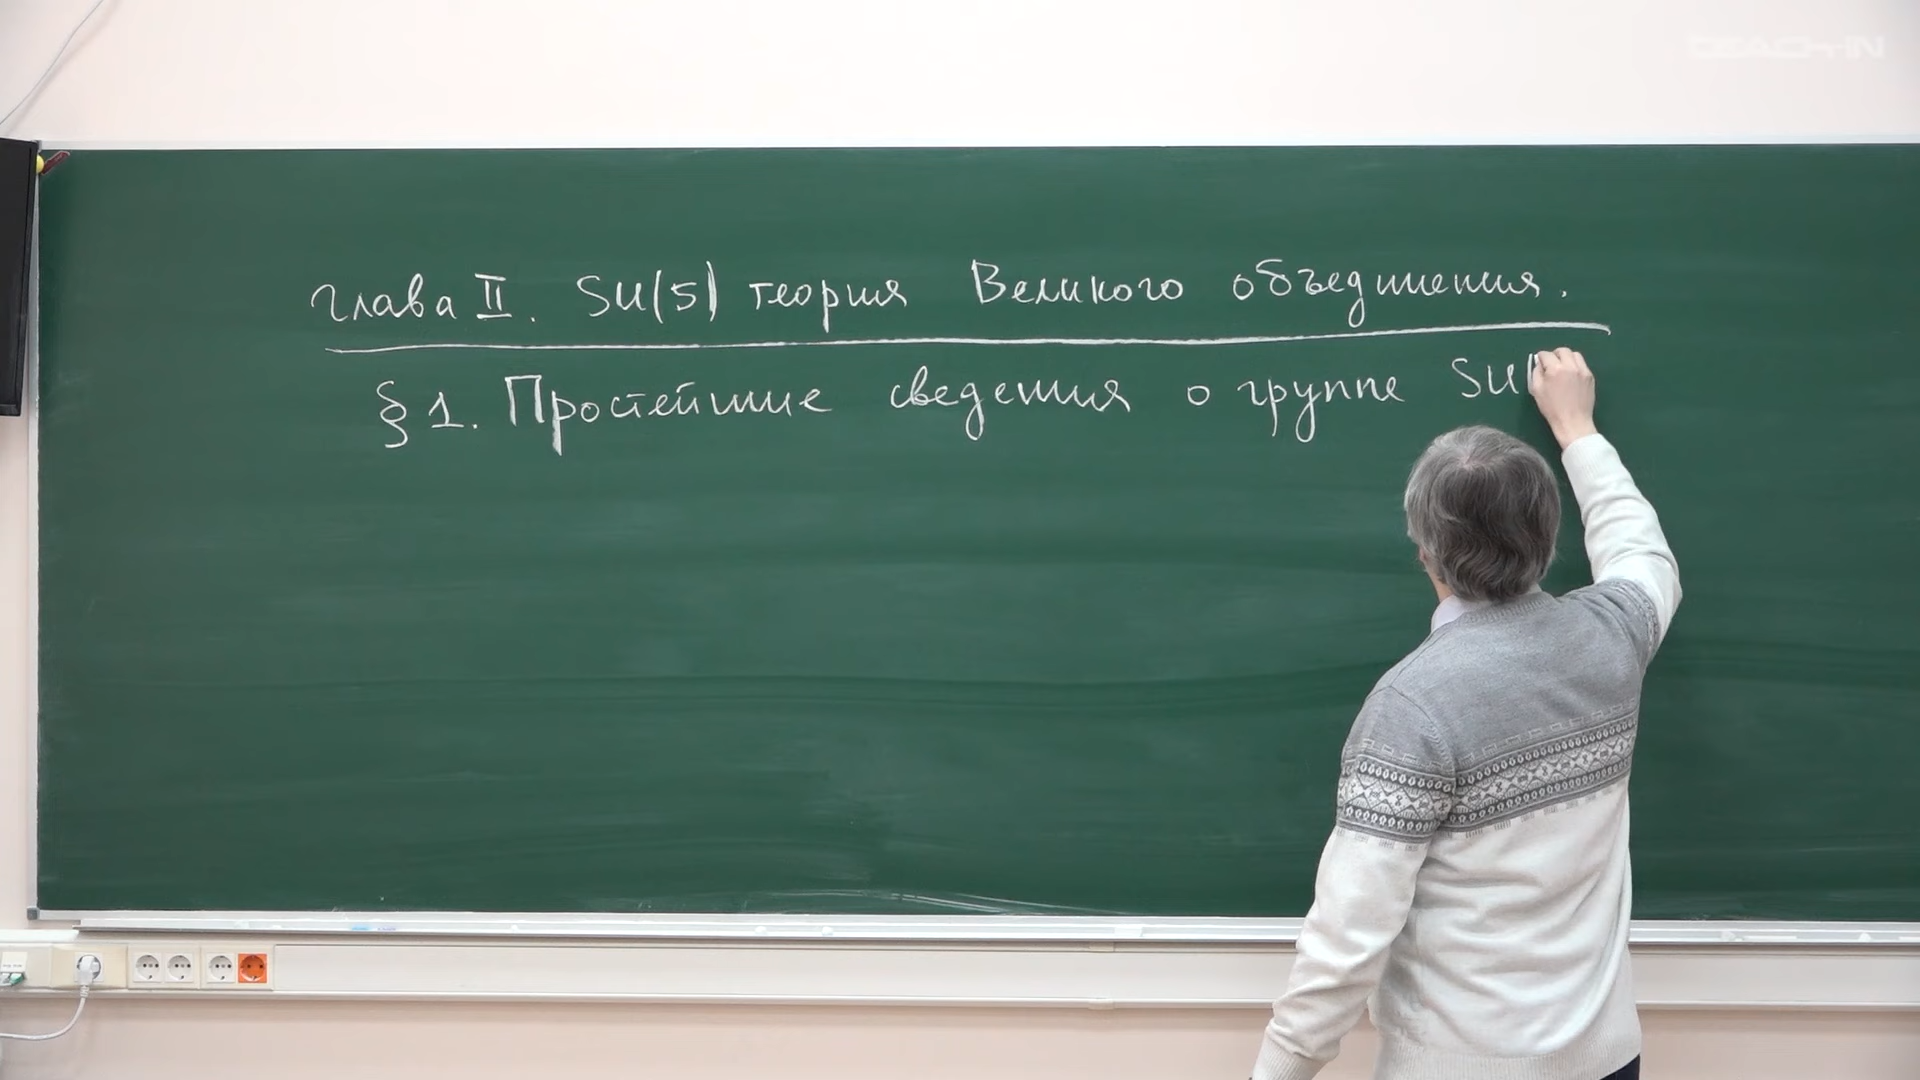 глава II. SU(5) теория Великого объединения.
§ 1. Простейшие сведения о группе SU(